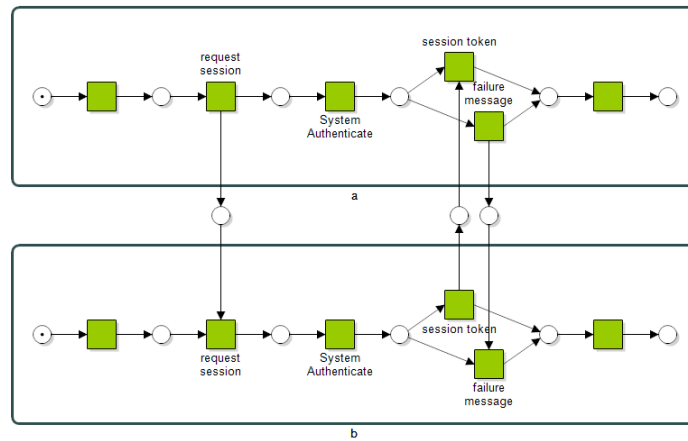 session token
request
session
failure
message
System
Authenticate
a
session token
request
session
System
Authenticate
failure
message
b